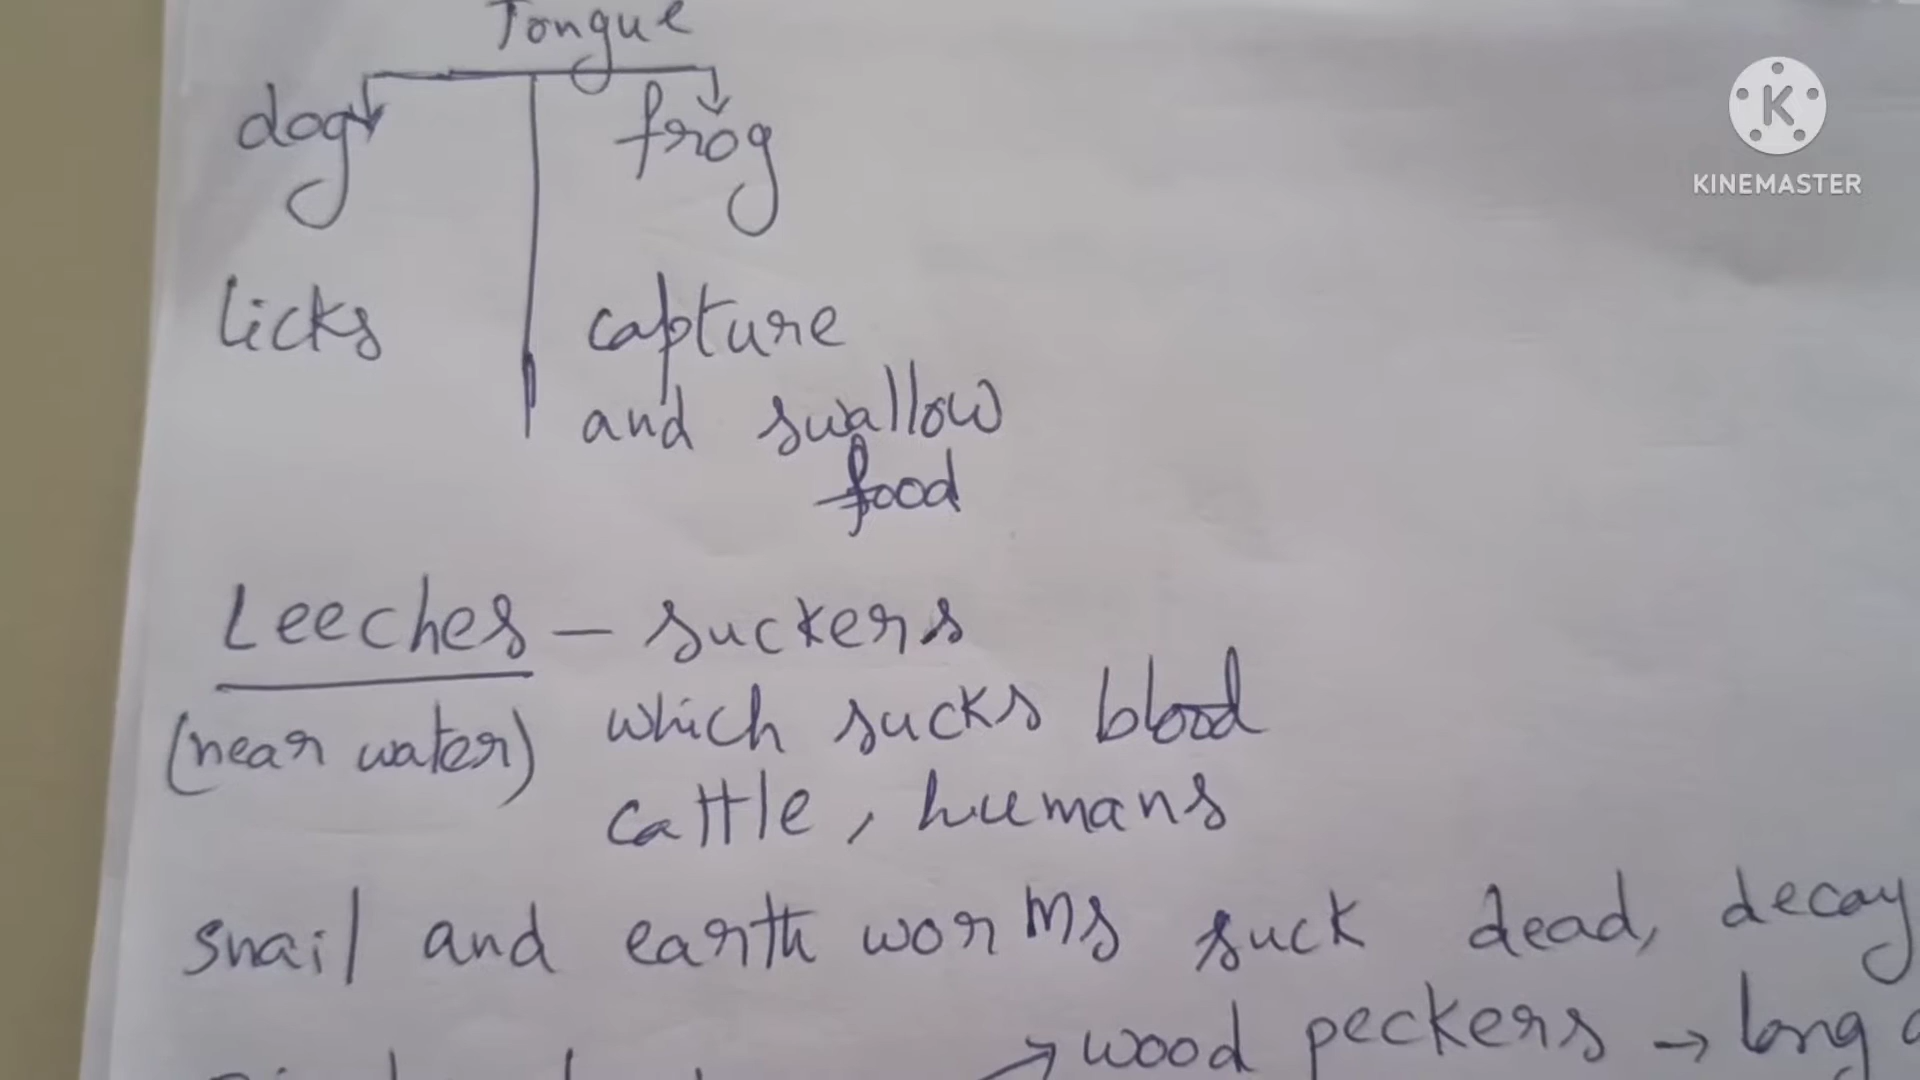 Tongue
dog frog
licks capture
and swallow
food
Leeches – suckers
(near water) which sucks blood
cattle, humans
snail and earth worms suck dead, decay
→ wood peckers → long
K
KINEMASTER